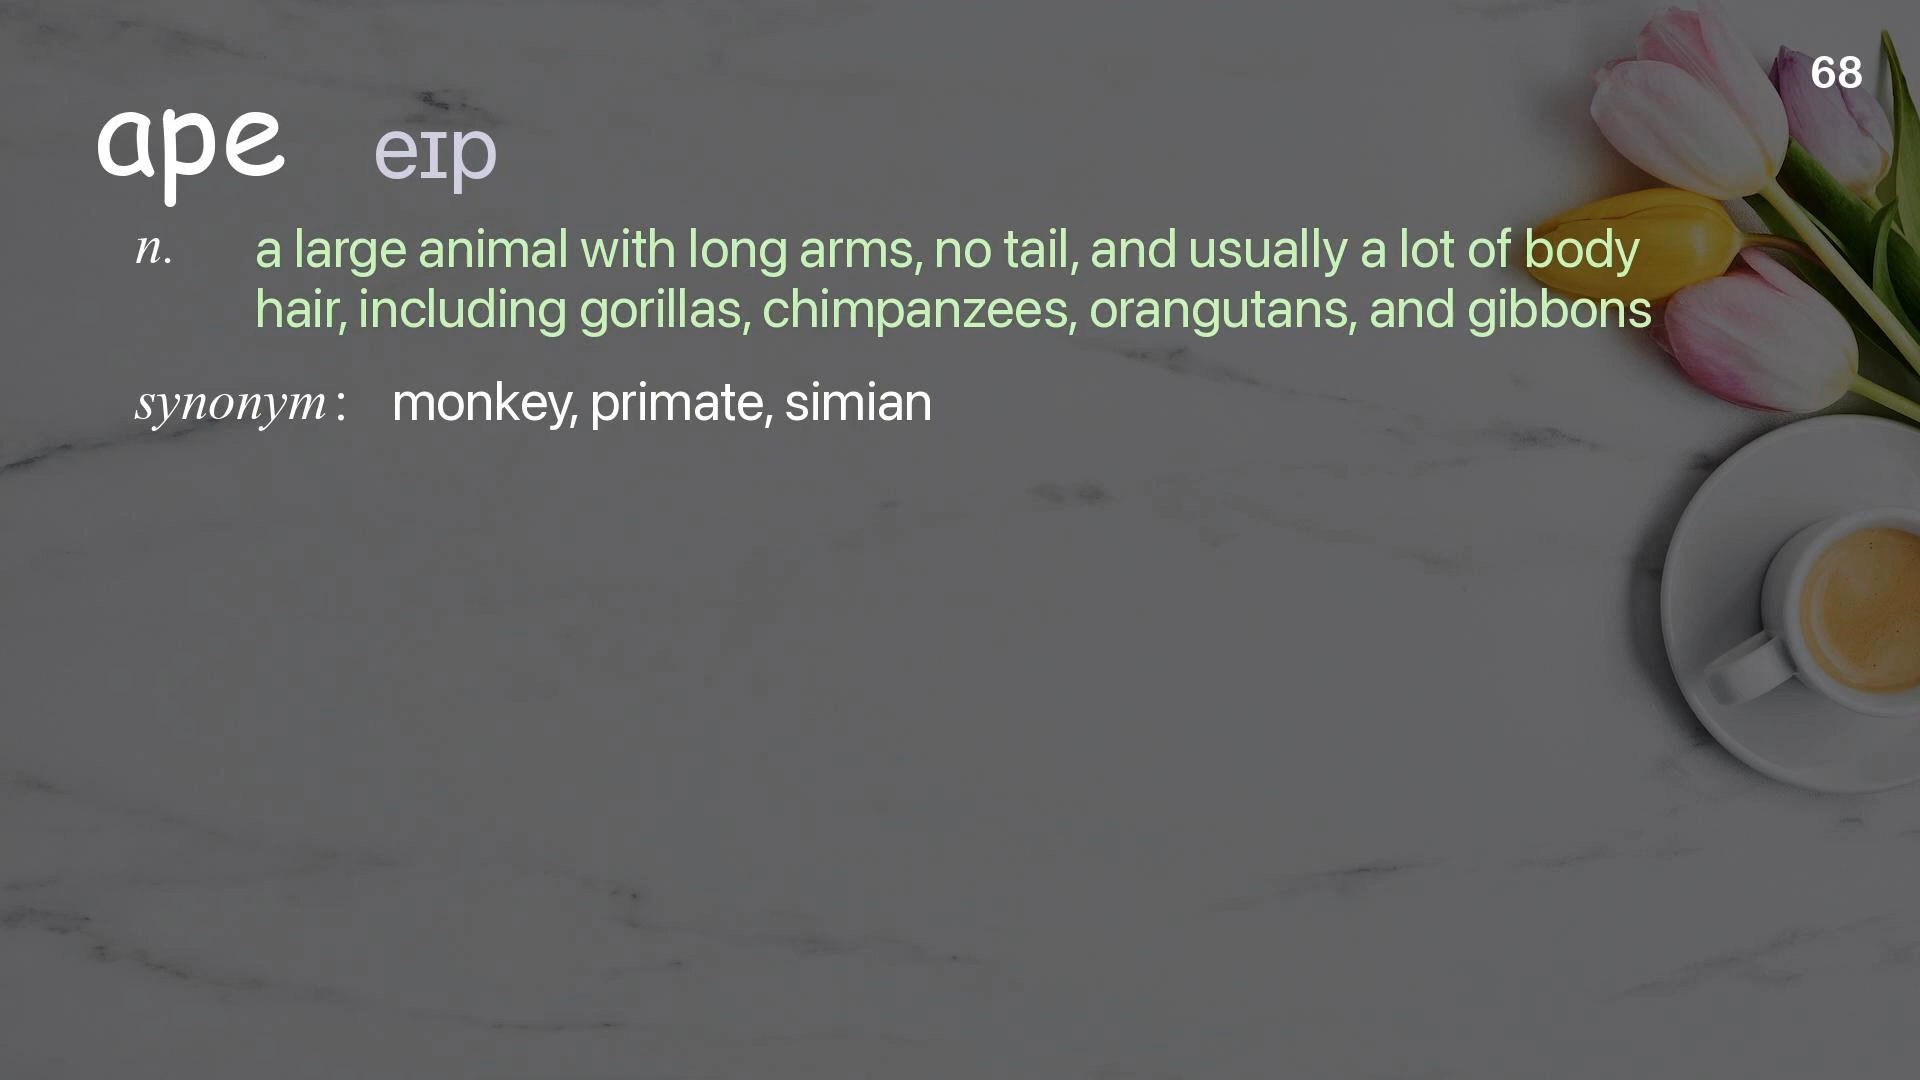 68
ape eɪp
n. a large animal with long arms, no tail, and usually a lot of body
hair, including gorillas, chimpanzees, orangutans, and gibbons
synonym : monkey, primate, simian